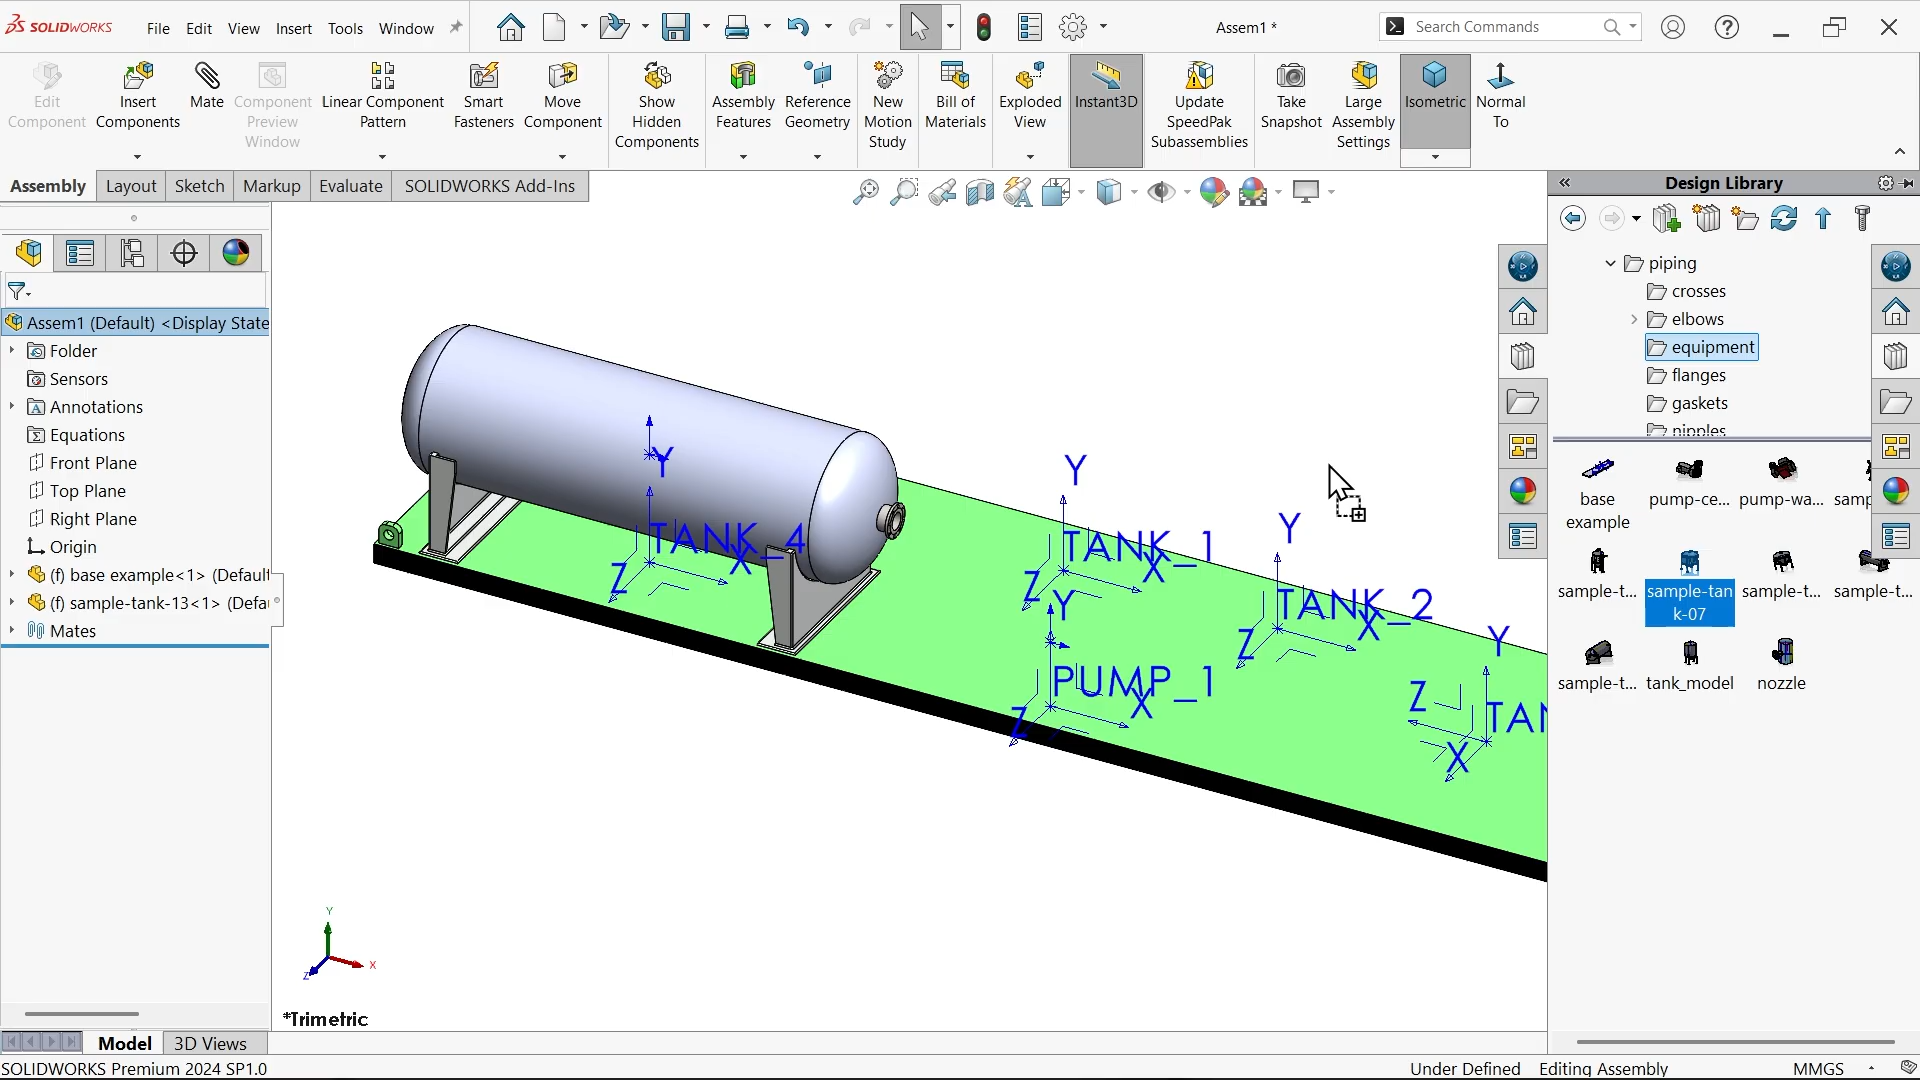 SOLIDWORKS File Edit View Insert Tools Window Assem1 * Search Commands
Edit Component
Insert Components
Mate
Component Preview Window
Linear Component Pattern
Smart Fasteners
Move Component
Show Hidden Components
Assembly Features
Reference Geometry
New Motion Study
Bill of Materials
Exploded View
Instant3D
Update SpeedPak Subassemblies
Take Snapshot
Large Assembly Settings
Isometric
Normal To
Assembly Layout Sketch Markup Evaluate SOLIDWORKS Add-Ins
Assem1 (Default) <Display State
Folder
Sensors
Annotations
Equations
Front Plane
Top Plane
Right Plane
Origin
(f) base example<1> (Default
(f) sample-tank-13<1> (Defa
Mates
Y
Y
TANK_4
X
Z
Y
TANK_1
X
Z
Y
PUMP_1
X
Z
Y
TANK_2
X
Z
Y
Z
TAN
X
Y
X
Z
*Trimetric
Design Library
piping
crosses
elbows
equipment
flanges
gaskets
nipples
base example
pump-ce...
pump-wa...
samp
sample-t...
sample-tan
k-07
sample-t...
sample-t...
sample-t...
tank_model
nozzle
Model 3D Views
SOLIDWORKS Premium 2024 SP1.0 Under Defined Editing Assembly MMGS